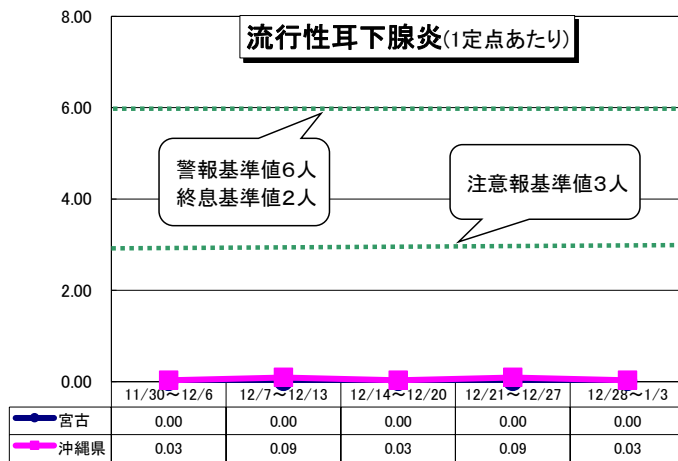 流行性耳下腺炎(1定点あたり)
8.00
6.00
警報基準値6人
終息基準値2人
注意報基準値3人
4.00
2.00
0.00
11/30～12/6 12/7～12/13 12/14～12/20 12/21～12/27 12/28～1/3
宮古 0.00 0.00 0.00 0.00 0.00
沖縄県 0.03 0.09 0.03 0.09 0.03